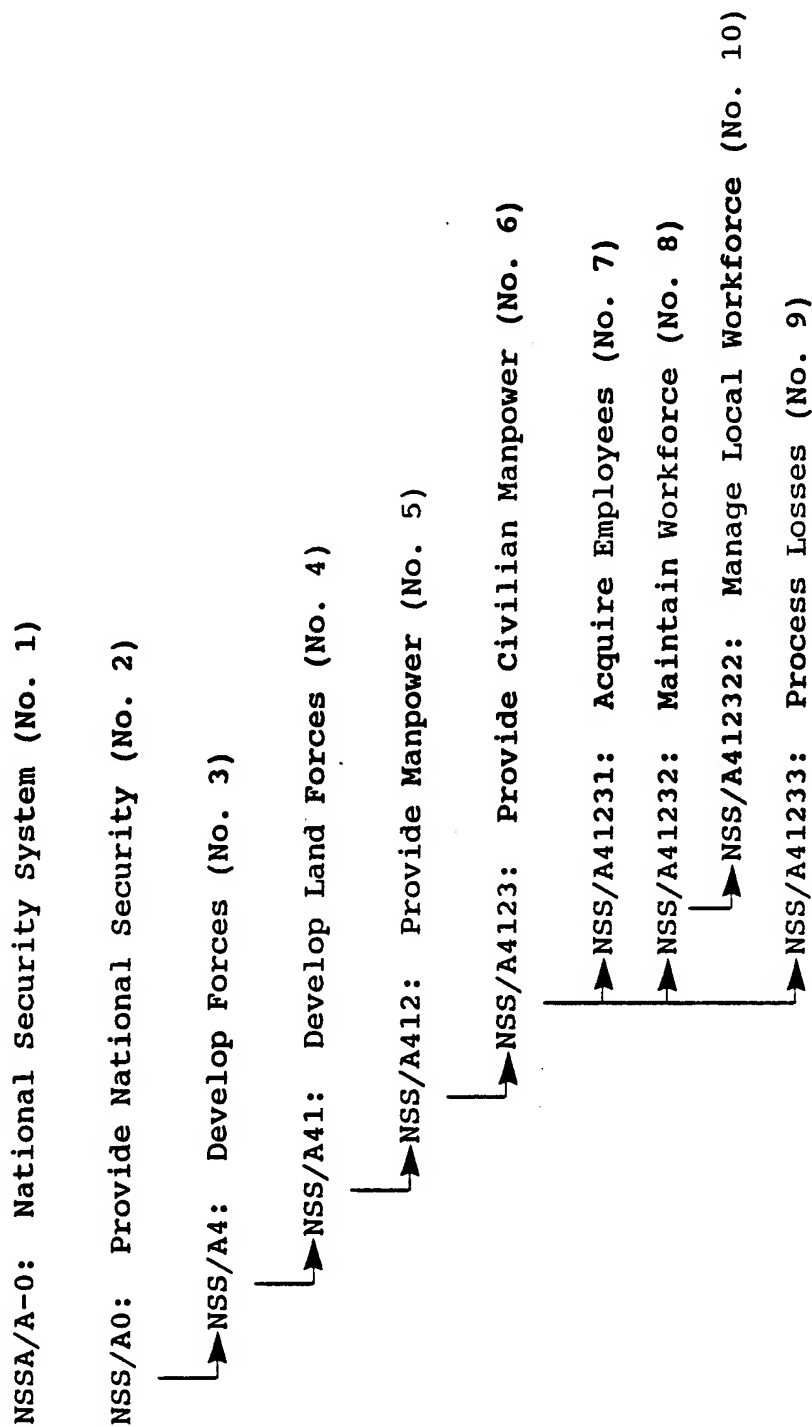 NSSA/A-0: National Security System (No. 1)
NSS/A0: Provide National Security (No. 2)
NSS/A4: Develop Forces (No. 3)
NSS/A41: Develop Land Forces (No. 4)
NSS/A412: Provide Manpower (No. 5)
NSS/A4123: Provide Civilian Manpower (No. 6)
NSS/A41231: Acquire Employees (No. 7)
NSS/A41232: Maintain Workforce (No. 8)
NSS/A412322: Manage Local Workforce (No. 10)
NSS/A41233: Process Losses (No. 9)